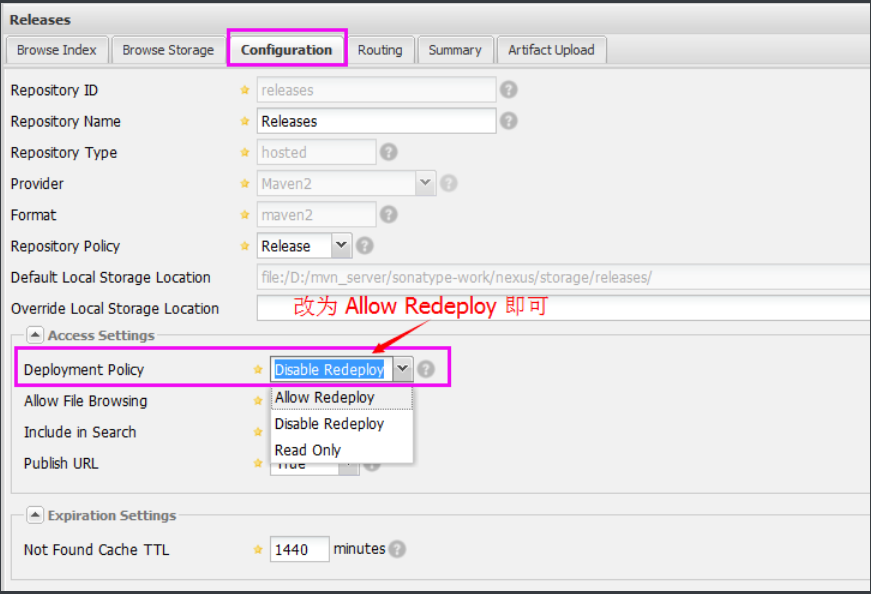 Releases
Browse Index Browse Storage Configuration Routing Summary Artifact Upload
Repository ID releases
Repository Name Releases
Repository Type hosted
Provider Maven2
Format maven2
Repository Policy Release
Default Local Storage Location file:/D:/mvn_server/sonatype-work/nexus/storage/releases/
Override Local Storage Location
改为 Allow Redeploy 即可
Access Settings
Deployment Policy Disable Redeploy
Allow File Browsing Allow Redeploy
Disable Redeploy
Include in Search
Read Only
Publish URL True
Expiration Settings
Not Found Cache TTL 1440 minutes